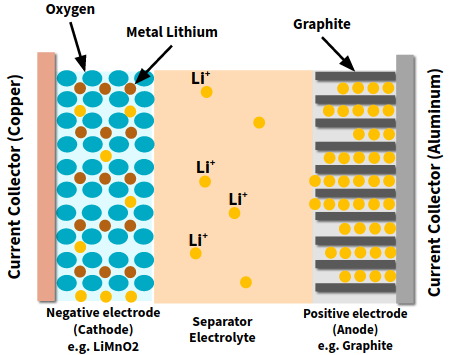 Oxygen
Metal Lithium
Graphite
Li+
Li+
Li+
Li+
Current Collector (Copper)
Current Collector (Aluminum)
Negative electrode
(Cathode)
e.g. LiMnO2
Separator
Electrolyte
Positive electrode
(Anode)
e.g. Graphite